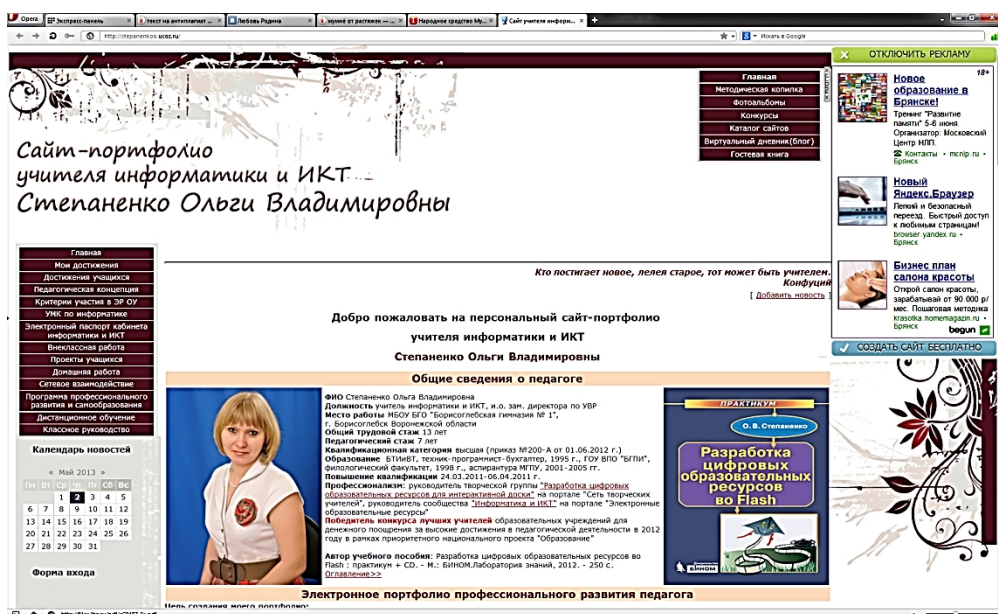 Opera
Экспресс-панель
текст на антиплагиат ...
Любовь Родина
Народное средство Му...
Сайт учителя информ...
http://stepanenkoo.ucoz.ru/
Искать в Google
Сайт-портфолио
учителя информатики и ИКТ
Степаненко Ольги Владимировны
Главная
Методическая копилка
Фотоальбомы
Конкурсы
Каталог сайтов
Виртуальный дневник(блог)
Гостевая книга
ОТКЛЮЧИТЬ РЕКЛАМУ
18+
Новое
образование в
Брянске!
Тренинг "Развитие
памяти" 5-6 июня.
Организатор: Московский
Центр НЛП.
Контакты • mcnlp.ru •
Брянск
Новый
Яндекс.Браузер
Легкий и безопасный
переезд. Быстрый доступ
к любимым страницам!
browser.yandex.ru •
Брянск
Бизнес план
салона красоты
Открой салон красоты,
зарабатывай от 90.000 р/
мес. Пошаговая методика
krasotka.homemagazin.ru •
Брянск
begun
СОЗДАТЬ САЙТ БЕСПЛАТНО
Главная
Мои достижения
Достижения учащихся
Педагогическая концепция
Критерии участия в ЭР ОУ
УМК по информатике
Электронный паспорт кабинета
информатики и ИКТ
Внеклассная работа
Проекты учащихся
Домашняя работа
Сетевое взаимодействие
Программа профессионального
развития и самообразования
Дистанционное обучение
Классное руководство
Календарь новостей
« Май 2013 »
Пн Вт Ср Чт Пт Сб Вс
1 2 3 4 5
6 7 8 9 10 11 12
13 14 15 16 17 18 19
20 21 22 23 24 25 26
27 28 29 30 31
Форма входа
Кто постигает новое, лелея старое, тот может быть учителем.
Конфуций
[ Добавить новость ]
Добро пожаловать на персональный сайт-портфолио
учителя информатики и ИКТ
Степаненко Ольги Владимировны
Общие сведения о педагоге
ФИО Степаненко Ольга Владимировна
Должность учитель информатики и ИКТ, и.о. зам. директора по УВР
Место работы МБОУ БГО "Борисоглебская гимназия № 1",
г. Борисоглебск Воронежской области
Общий трудовой стаж 13 лет
Педагогический стаж 7 лет
Квалификационная категория высшая (приказ №200-А от 01.06.2012 г.)
Образование БТИиВТ, техник-программист-бухгалтер, 1995 г., ГОУ ВПО "БГПИ",
филологический факультет, 1998 г., аспирантура МГПУ, 2001-2005 гг.
Повышение квалификации 24.03.2011-06.04.2011 г.
Профессионализм: руководитель творческой группы "Разработка цифровых
образовательных ресурсов для интерактивной доски" на портале "Сеть творческих
учителей", руководитель сообщества "Информатика и ИКТ" на портале "Электронные
образовательные ресурсы"
Победитель конкурса лучших учителей образовательных учреждений для
денежного поощрения за высокие достижения в педагогической деятельности в 2012
году в рамках приоритетного национального проекта "Образование"
Автор учебного пособия: Разработка цифровых образовательных ресурсов во
Flash : практикум + CD. - М.: БИНОМ.Лаборатория знаний, 2012. - 250 с.
Оглавление>>
ПРАКТИКУМ
О. В. Степаненко
Разработка
цифровых
образовательных
ресурсов
во Flash
БИНОМ
Электронное портфолио профессионального развития педагога
Цель создания моего портфолио: